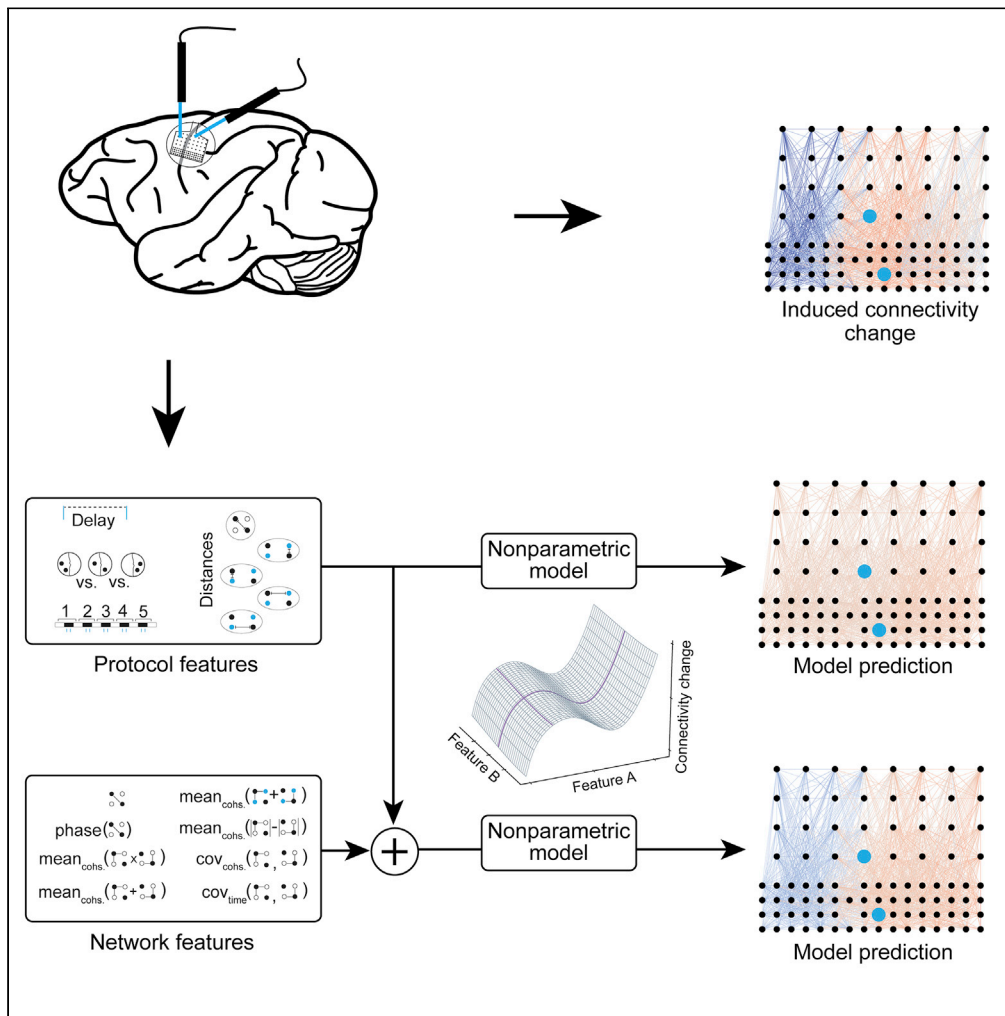 Induced connectivity
change
Delay
vs. vs.
1 2 3 4 5
Distances
Protocol features
Nonparametric
model
Model prediction
Connectivity change
Feature B
Feature A
phase( )
mean cohs. ( x )
mean cohs. ( + )
mean cohs. ( + )
mean cohs. (| |-| |)
cov cohs. ( , )
cov time ( , )
Network features
+
Nonparametric
model
Model prediction